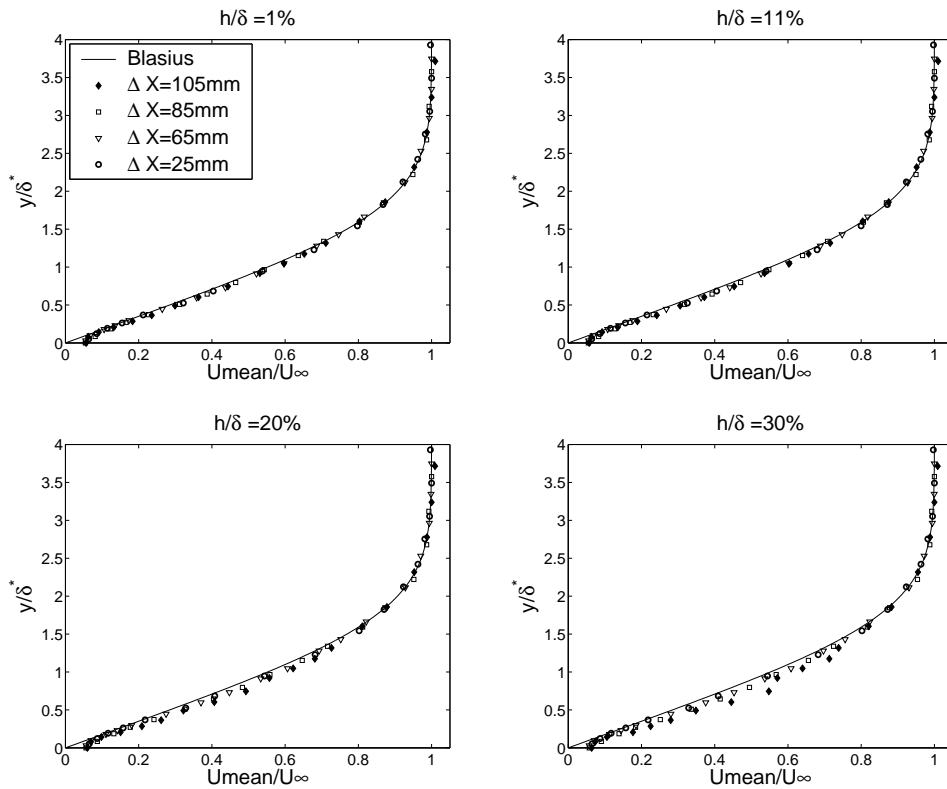 h/δ =1%
4
3.5
3
2.5
2
1.5
1
0.5
0
y/δ*
Blasius
Δ X=105mm
Δ X=85mm
Δ X=65mm
Δ X=25mm
0 0.2 0.4 0.6 0.8 1
Umean/U∞
h/δ =11%
4
3.5
3
2.5
2
1.5
1
0.5
0
y/δ*
0 0.2 0.4 0.6 0.8 1
Umean/U∞
h/δ =20%
4
3.5
3
2.5
2
1.5
1
0.5
0
y/δ*
0 0.2 0.4 0.6 0.8 1
Umean/U∞
h/δ =30%
4
3.5
3
2.5
2
1.5
1
0.5
0
y/δ*
0 0.2 0.4 0.6 0.8 1
Umean/U∞